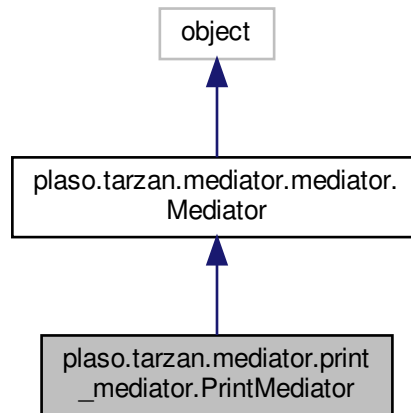 object
plaso.tarzan.mediator.mediator.
Mediator
plaso.tarzan.mediator.print
_mediator.PrintMediator